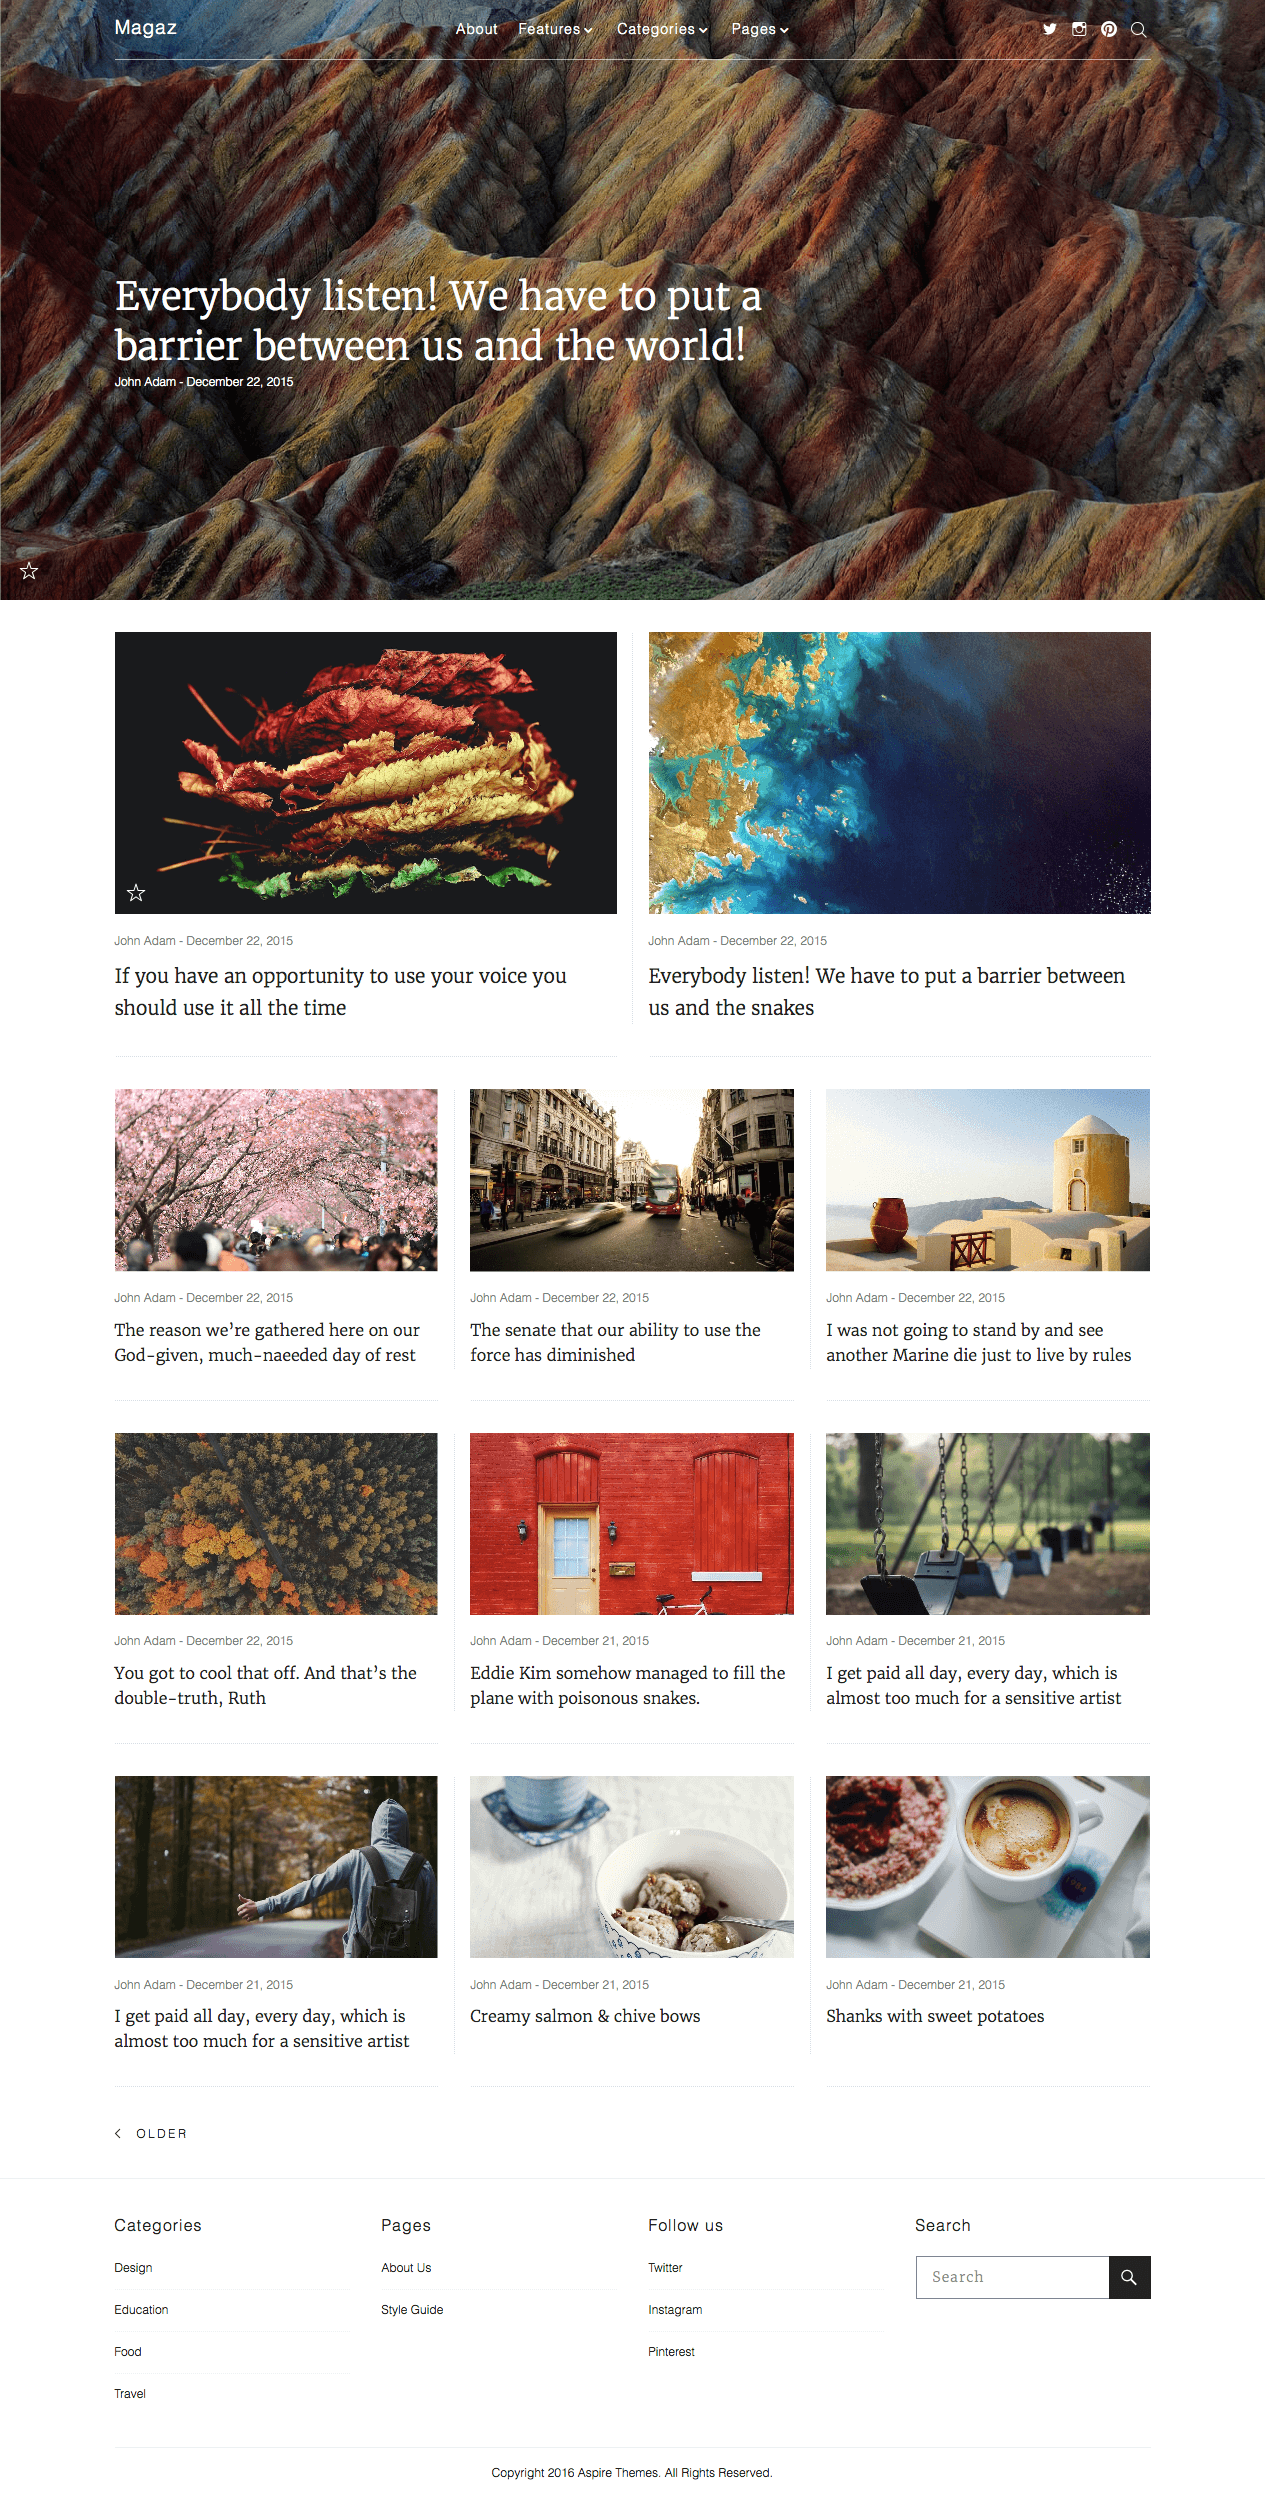 Magaz
About Features Categories Pages
Everybody listen! We have to put a
barrier between us and the world!
John Adam - December 22, 2015
John Adam - December 22, 2015
If you have an opportunity to use your voice you
should use it all the time
John Adam - December 22, 2015
Everybody listen! We have to put a barrier between
us and the snakes
John Adam - December 22, 2015
The reason we're gathered here on our
God-given, much-naeeded day of rest
John Adam - December 22, 2015
The senate that our ability to use the
force has diminished
John Adam - December 22, 2015
I was not going to stand by and see
another Marine die just to live by rules
John Adam - December 22, 2015
You got to cool that off. And that's the
double-truth, Ruth
John Adam - December 21, 2015
Eddie Kim somehow managed to fill the
plane with poisonous snakes.
John Adam - December 21, 2015
I get paid all day, every day, which is
almost too much for a sensitive artist
John Adam - December 21, 2015
I get paid all day, every day, which is
almost too much for a sensitive artist
John Adam - December 21, 2015
Creamy salmon & chive bows
1984
John Adam - December 21, 2015
Shanks with sweet potatoes
OLDER
Categories
Design
Education
Food
Travel
Pages
About Us
Style Guide
Follow us
Twitter
Instagram
Pinterest
Search
Search
Copyright 2016 Aspire Themes. All Rights Reserved.